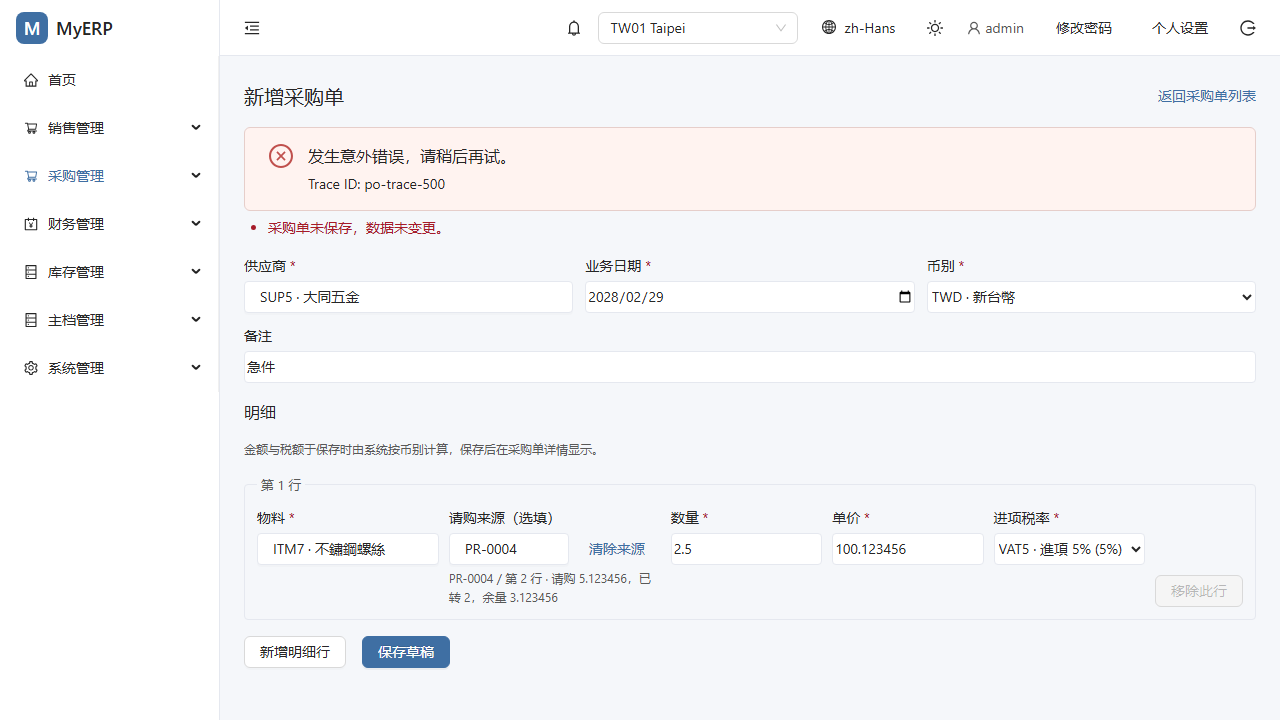 M MyERP
TW01 Taipei
zh-Hans
admin
修改密码
个人设置
首页
销售管理
采购管理
财务管理
库存管理
主档管理
系统管理
新增采购单
返回采购单列表
发生意外错误，请稍后再试。
Trace ID: po-trace-500
采购单未保存，数据未变更。
供应商 *
业务日期 *
币别 *
SUP5 · 大同五金
2028/02/29
TWD · 新台幣
备注
急件
明细
金额与税额于保存时由系统按币别计算，保存后在采购单详情显示。
第 1 行
物料 *
请购来源（选填）
数量 *
单价 *
进项税率 *
ITM7 · 不鏽鋼螺絲
PR-0004
清除来源
2.5
100.123456
VAT5 · 進項 5% (5%)
PR-0004 / 第 2 行 · 请购 5.123456，已
转 2，余量 3.123456
移除此行
新增明细行
保存草稿